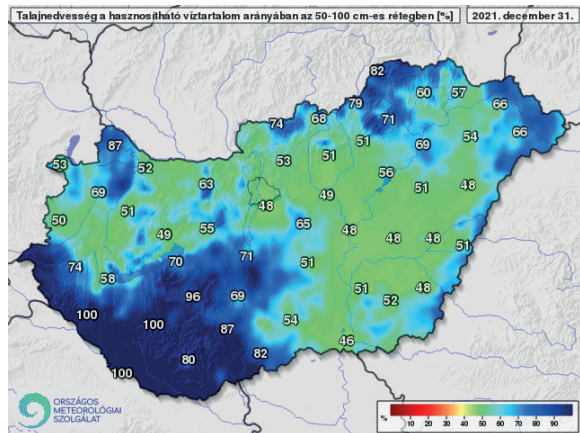 Talajnedvesség a hasznosítható víztartalom arányában az 50-100 cm-es rétegben [%] 2021. december 31.
82
60 57
79 66
74 68 71
87 51 54 66
69
53 52 53 51
56
69 63 51 48
49
51 48
50 55 65
49 48 48 48
51
70 71
74 51
58
96 69 51 48
52
100
100 87 54
46
80 82
100
ORSZÁGOS
METEOROLÓGIAI
SZOLGÁLAT
% 10 20 30 40 50 60 70 80 90